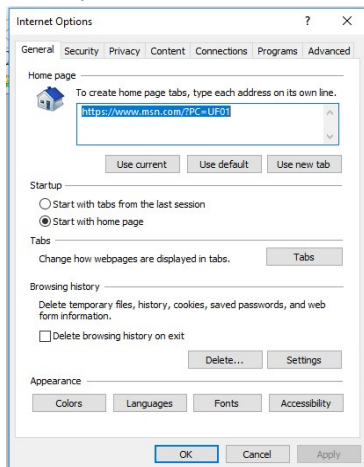 Internet Options
?
General Security Privacy Content Connections Programs Advanced
Home page
To create home page tabs, type each address on its own line.
https://www.msn.com/?PC=UF01
Use current Use default Use new tab
Startup
Start with tabs from the last session
Start with home page
Tabs
Change how webpages are displayed in tabs. Tabs
Browsing history
Delete temporary files, history, cookies, saved passwords, and web
form information.
Delete browsing history on exit
Delete... Settings
Appearance
Colors Languages Fonts Accessibility
OK Cancel Apply